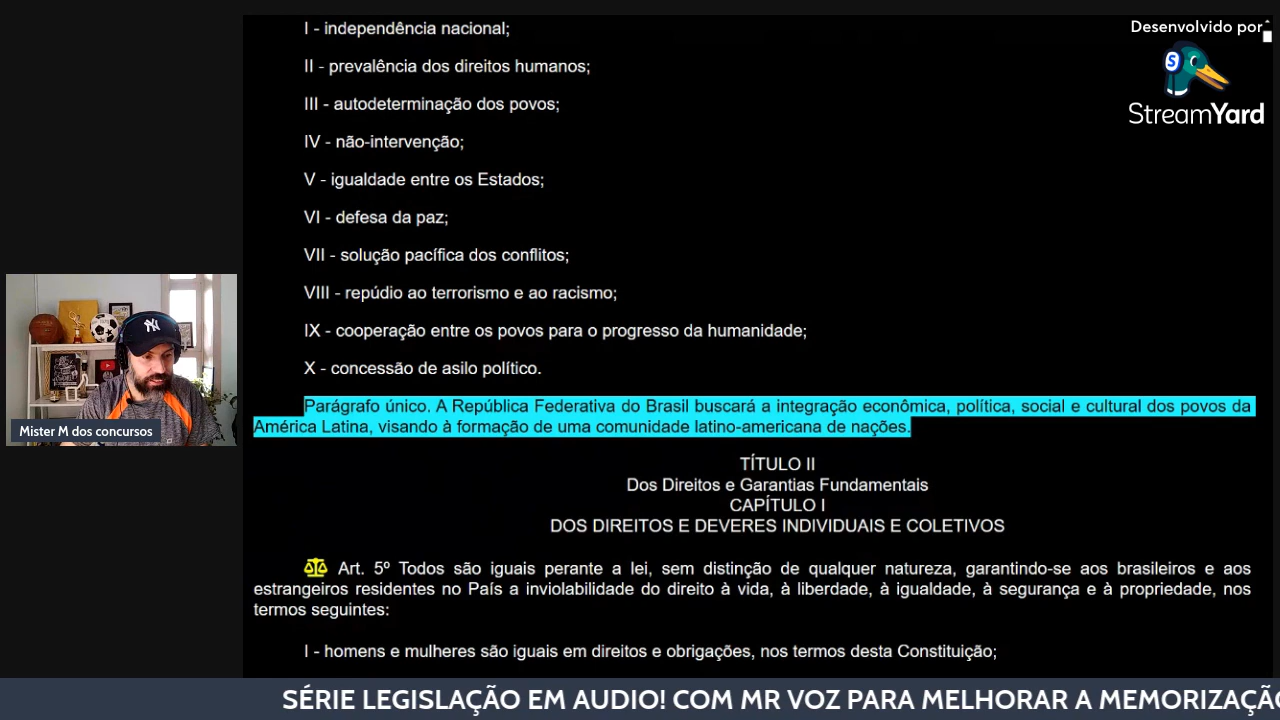 I - independência nacional;
II - prevalência dos direitos humanos;
III - autodeterminação dos povos;
IV - não-intervenção;
V - igualdade entre os Estados;
VI - defesa da paz;
VII - solução pacífica dos conflitos;
VIII - repúdio ao terrorismo e ao racismo;
IX - cooperação entre os povos para o progresso da humanidade;
X - concessão de asilo político.
Parágrafo único. A República Federativa do Brasil buscará a integração econômica, política, social e cultural dos povos da
América Latina, visando à formação de uma comunidade latino-americana de nações.
TÍTULO II
Dos Direitos e Garantias Fundamentais
CAPÍTULO I
DOS DIREITOS E DEVERES INDIVIDUAIS E COLETIVOS
Art. 5º Todos são iguais perante a lei, sem distinção de qualquer natureza, garantindo-se aos brasileiros e aos
estrangeiros residentes no País a inviolabilidade do direito à vida, à liberdade, à igualdade, à segurança e à propriedade, nos
termos seguintes:
I - homens e mulheres são iguais em direitos e obrigações, nos termos desta Constituição;
Desenvolvido por
S
StreamYard
Mister M dos concursos
SÉRIE LEGISLAÇÃO EM AUDIO! COM MR VOZ PARA MELHORAR A MEMORIZAÇÃO